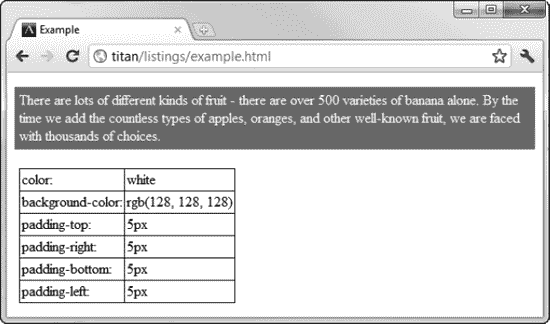 Example
titan/listings/example.html
There are lots of different kinds of fruit - there are over 500 varieties of banana alone. By the
time we add the countless types of apples, oranges, and other well-known fruit, we are faced
with thousands of choices.
color: white
background-color: rgb(128, 128, 128)
padding-top: 5px
padding-right: 5px
padding-bottom: 5px
padding-left: 5px